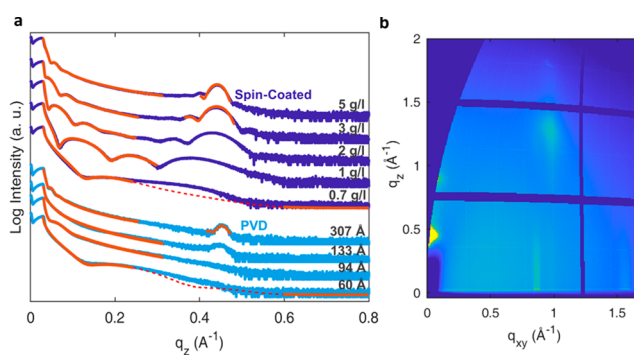 a
Log Intensity (a. u.)
Spin-Coated
5 g/l
3 g/l
2 g/l
1 g/l
0.7 g/l
PVD
307 Å
133 Å
94 Å
60 Å
0 0.2 0.4 0.6 0.8
q_z (A⁻¹)
b
q_z (Å⁻¹)
2
1.5
1
0.5
0
0 0.5 1 1.5
q_xy (Å⁻¹)